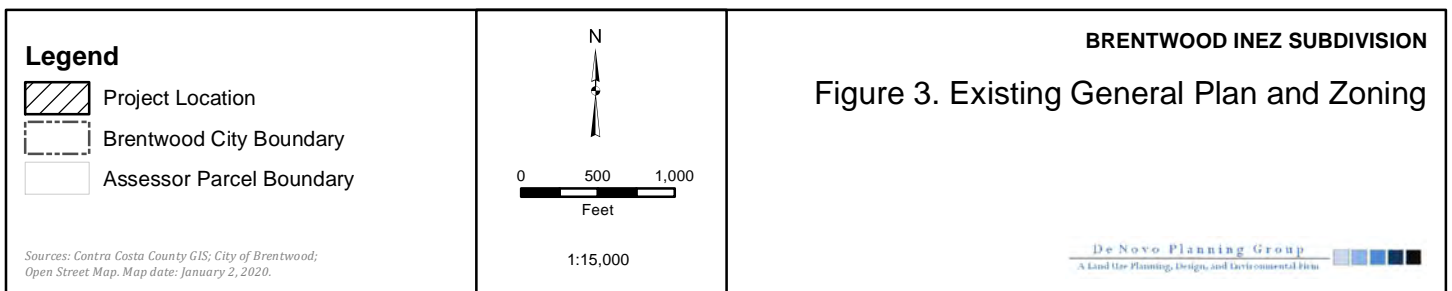 Legend
Project Location
Brentwood City Boundary
Assessor Parcel Boundary
Sources: Contra Costa County GIS; City of Brentwood;
Open Street Map. Map date: January 2, 2020.
N
0 500 1,000
Feet
1:15,000
BRENTWOOD INEZ SUBDIVISION
Figure 3. Existing General Plan and Zoning
De Novo Planning Group
A Land Use Planning, Design, and Environmental Firm